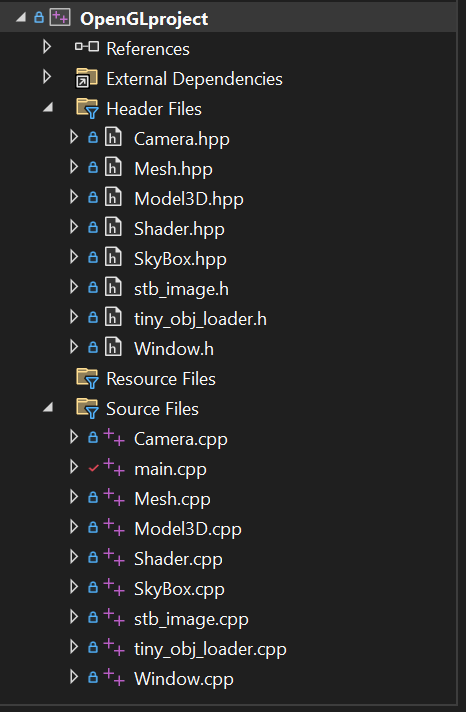 OpenGLproject
References
External Dependencies
Header Files
Camera.hpp
Mesh.hpp
Model3D.hpp
Shader.hpp
SkyBox.hpp
stb_image.h
tiny_obj_loader.h
Window.h
Resource Files
Source Files
Camera.cpp
main.cpp
Mesh.cpp
Model3D.cpp
Shader.cpp
SkyBox.cpp
stb_image.cpp
tiny_obj_loader.cpp
Window.cpp